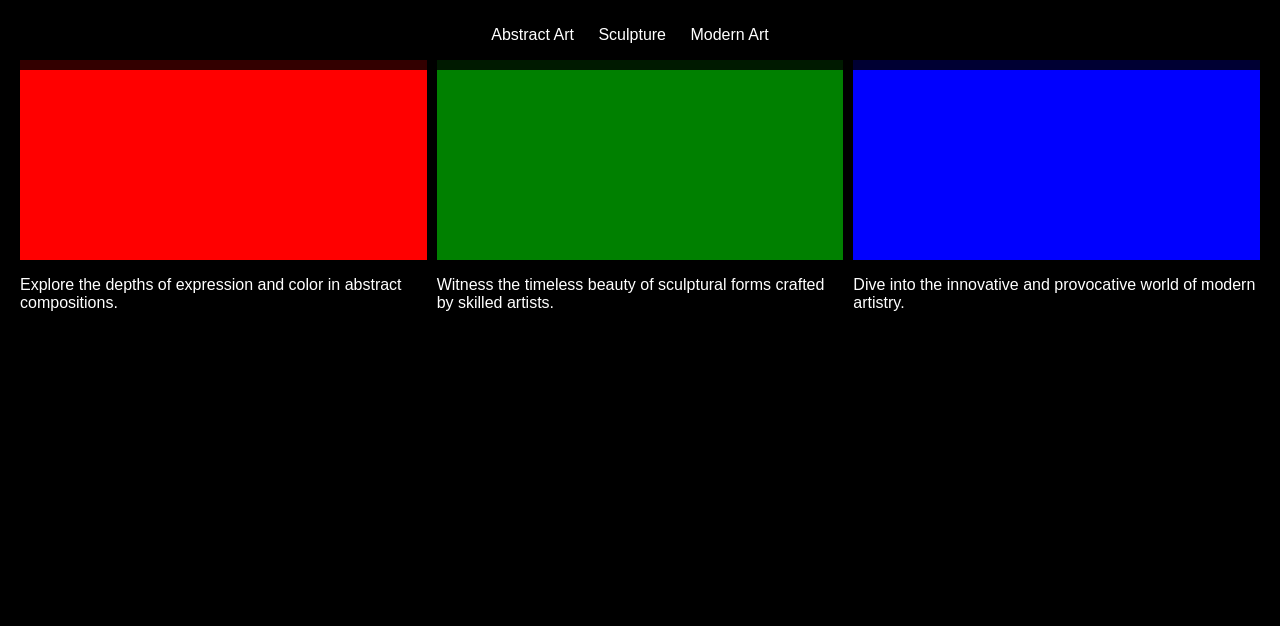 Abstract Art Sculpture Modern Art
Explore the depths of expression and color in abstract
compositions.
Witness the timeless beauty of sculptural forms crafted
by skilled artists.
Dive into the innovative and provocative world of modern
artistry.